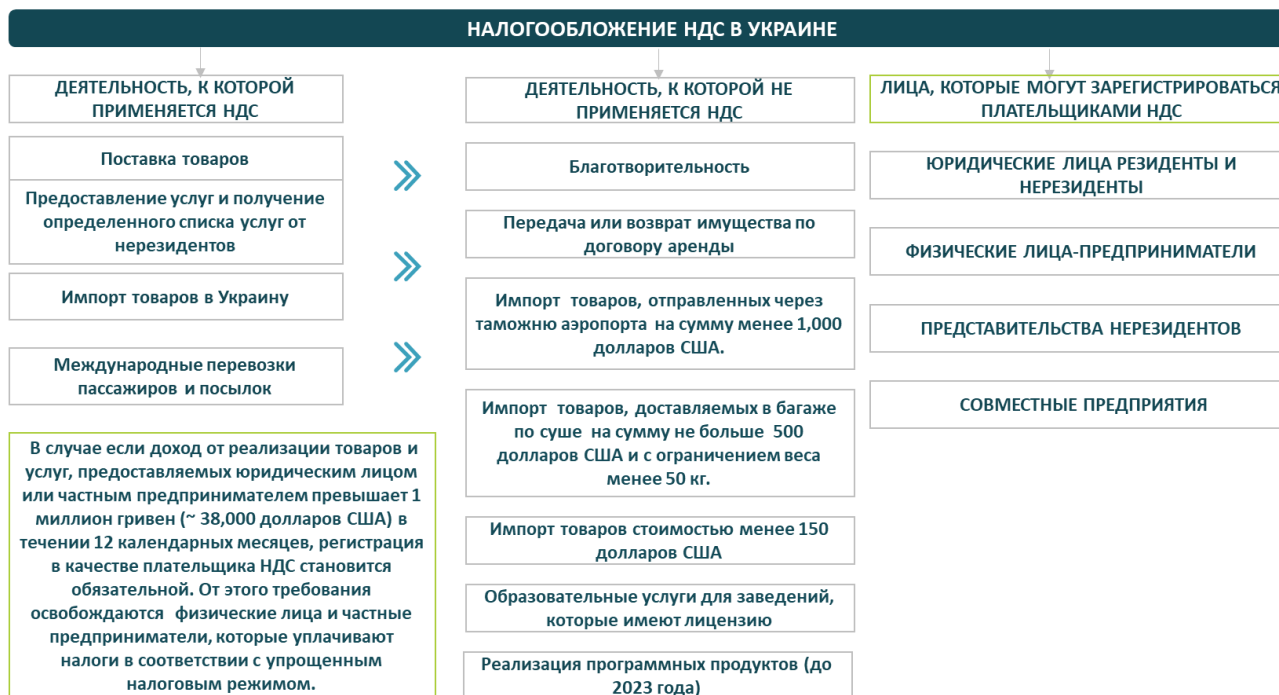 НАЛОГООБЛОЖЕНИЕ НДС В УКРАИНЕ
ДЕЯТЕЛЬНОСТЬ, К КОТОРОЙ
ПРИМЕНЯЕТСЯ НДС
Поставка товаров
Предоставление услуг и получение
определенного списка услуг от
нерезидентов
Импорт товаров в Украину
Международные перевозки
пассажиров и посылок
В случае если доход от реализации товаров и
услуг, предоставляемых юридическим лицом
или частным предпринимателем превышает 1
миллион гривен (~ 38,000 долларов США) в
течении 12 календарных месяцев, регистрация
в качестве плательщика НДС становится
обязательной. От этого требования
освобождаются физические лица и частные
предприниматели, которые уплачивают
налоги в соответствии с упрощенным
налоговым режимом.
ДЕЯТЕЛЬНОСТЬ, К КОТОРОЙ НЕ
ПРИМЕНЯЕТСЯ НДС
Благотворительность
Передача или возврат имущества по
договору аренды
Импорт товаров, отправленных через
таможню аэропорта на сумму менее 1,000
долларов США.
Импорт товаров, доставляемых в багаже
по суше на сумму не больше 500
долларов США и с ограничением веса
менее 50 кг.
Импорт товаров стоимостью менее 150
долларов США
Образовательные услуги для заведений,
которые имеют лицензию
Реализация программных продуктов (до
2023 года)
ЛИЦА, КОТОРЫЕ МОГУТ ЗАРЕГИСТРИРОВАТЬСЯ
ПЛАТЕЛЬЩИКАМИ НДС
ЮРИДИЧЕСКИЕ ЛИЦА РЕЗИДЕНТЫ И
НЕРЕЗИДЕНТЫ
ФИЗИЧЕСКИЕ ЛИЦА-ПРЕДПРИНИМАТЕЛИ
ПРЕДСТАВИТЕЛЬСТВА НЕРЕЗИДЕНТОВ
СОВМЕСТНЫЕ ПРЕДПРИЯТИЯ